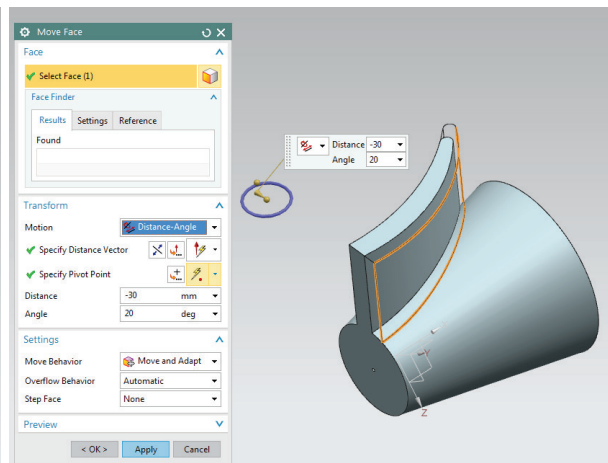 Move Face
Face
Select Face (1)
Face Finder
Results Settings Reference
Found
Transform
Motion Distance-Angle
Specify Distance Vector
Specify Pivot Point
Distance -30 mm
Angle 20 deg
Settings
Move Behavior Move and Adapt
Overflow Behavior Automatic
Step Face None
Preview
< OK > Apply Cancel
Distance -30
Angle 20
Y
Z